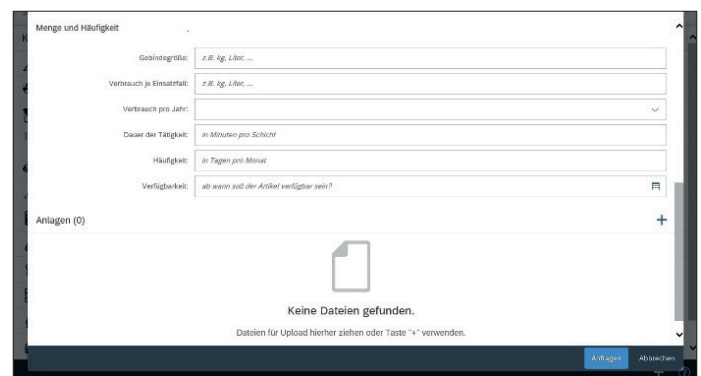 Menge und Häufigkeit
Gebindegröße: z.B. kg, Liter, ...
Verbrauch je Einsatzfall: z.B. kg, Liter, ...
Verbrauch pro Jahr:
Dauer der Tätigkeit: in Minuten pro Schicht
Häufigkeit: in Tagen pro Monat
Verfügbarkeit: ab wann soll der Artikel verfügbar sein?
Anlagen (0)
Keine Dateien gefunden.
Dateien für Upload hierher ziehen oder Taste "+" verwenden.
Anfragen Abbrechen